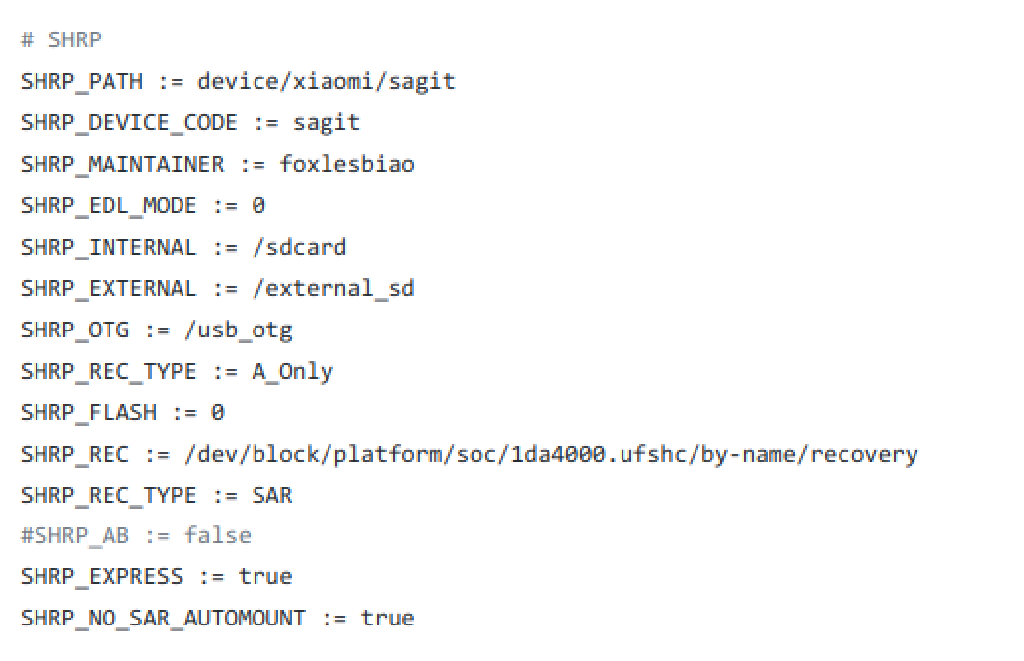 # SHRP
SHRP_PATH := device/xiaomi/sagit
SHRP_DEVICE_CODE := sagit
SHRP_MAINTAINER := foxlesbiao
SHRP_EDL_MODE := 0
SHRP_INTERNAL := /sdcard
SHRP_EXTERNAL := /external_sd
SHRP_OTG := /usb_otg
SHRP_REC_TYPE := A_Only
SHRP_FLASH := 0
SHRP_REC := /dev/block/platform/soc/1da4000.ufshc/by-name/recovery
SHRP_REC_TYPE := SAR
#SHRP_AB := false
SHRP_EXPRESS := true
SHRP_NO_SAR_AUTOMOUNT := true